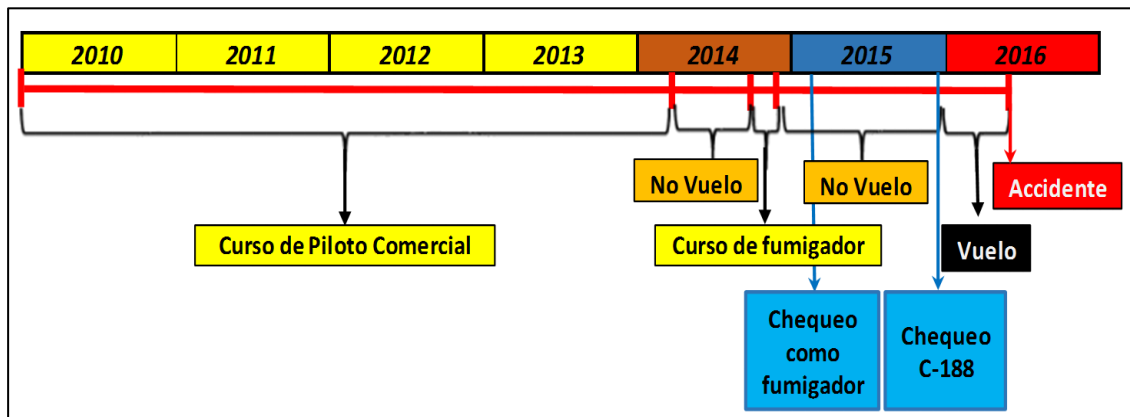 2010 2011 2012 2013 2014 2015 2016
No Vuelo
No Vuelo
Accidente
Curso de Piloto Comercial
Curso de fumigador
Vuelo
Chequeo
como
fumigador
Chequeo
C-188